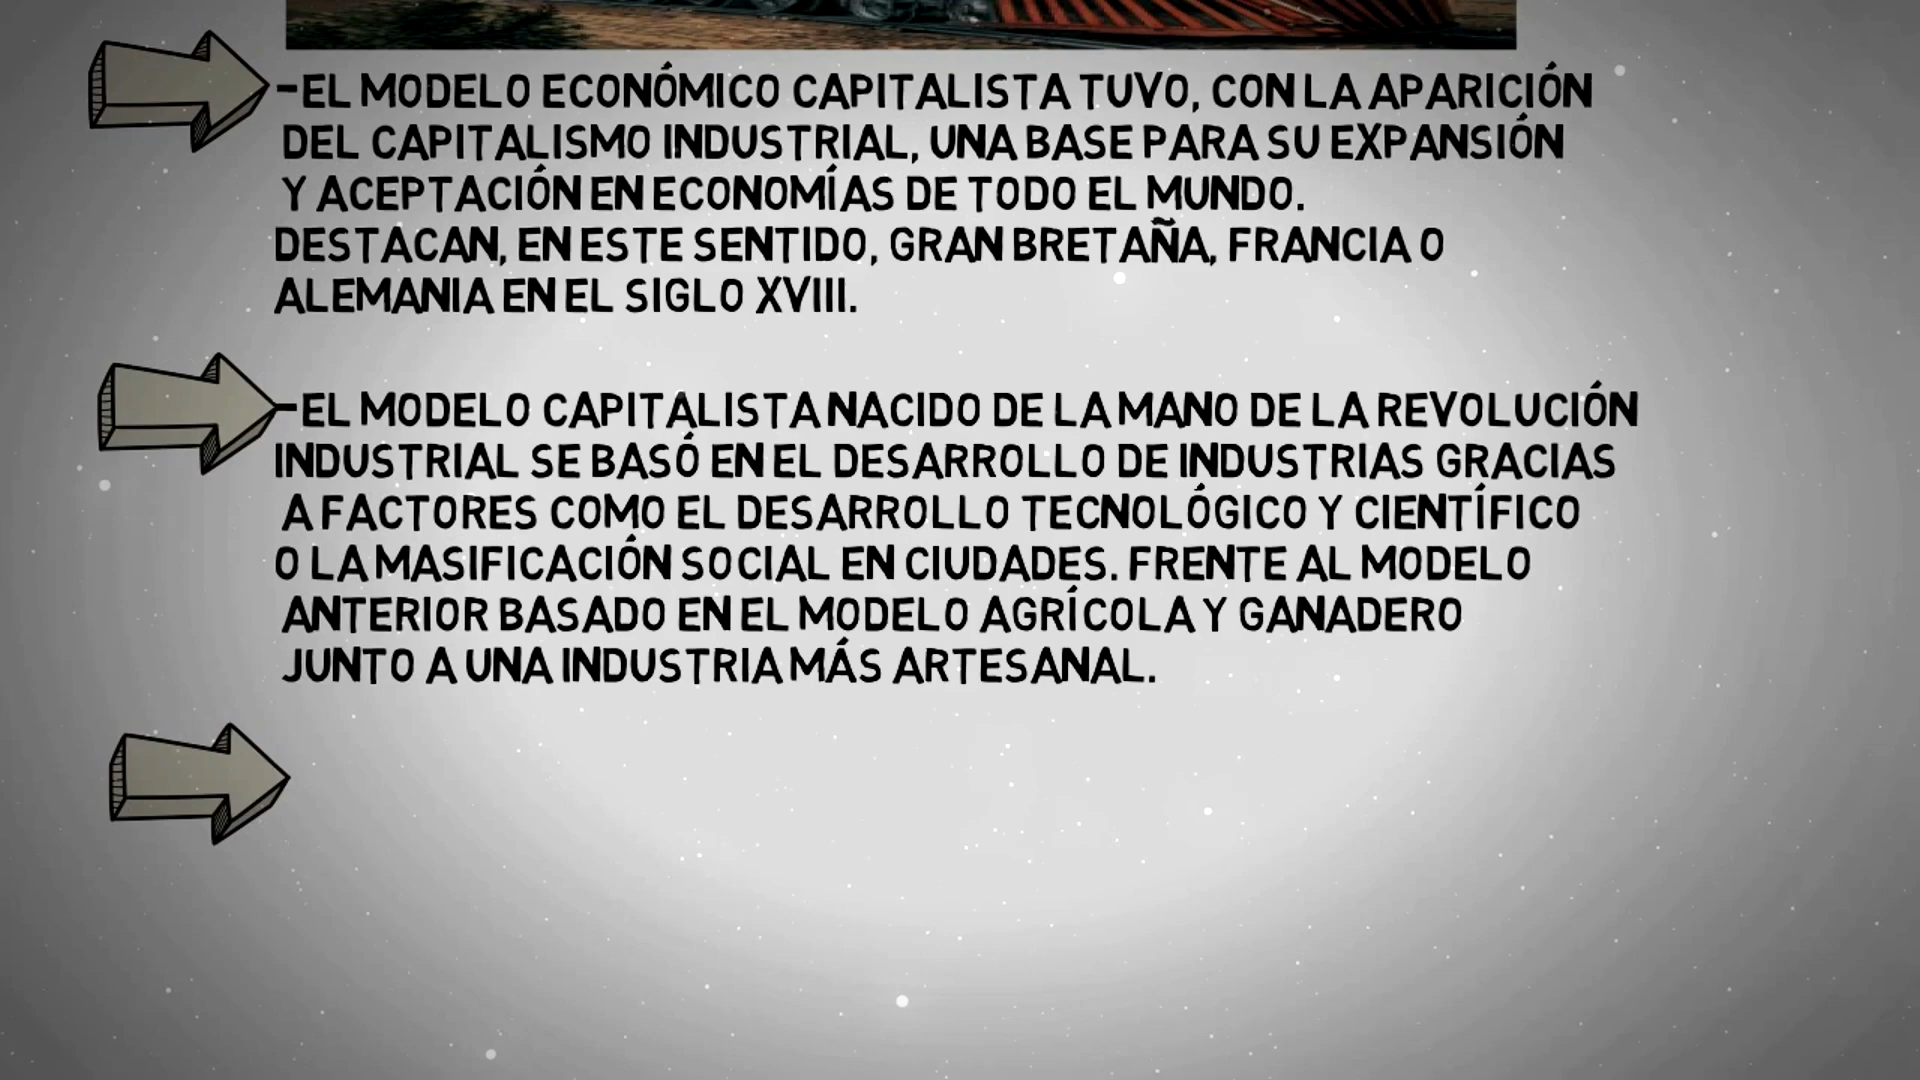 -EL MODELO ECONÓMICO CAPITALISTA TUVO, CON LA APARICIÓN
DEL CAPITALISMO INDUSTRIAL, UNA BASE PARA SU EXPANSIÓN
Y ACEPTACIÓN EN ECONOMÍAS DE TODO EL MUNDO.
DESTACAN, EN ESTE SENTIDO, GRAN BRETAÑA, FRANCIA O
ALEMANIA EN EL SIGLO XVIII.
-EL MODELO CAPITALISTA NACIDO DE LA MANO DE LA REVOLUCIÓN
INDUSTRIAL SE BASÓ EN EL DESARROLLO DE INDUSTRIAS GRACIAS
A FACTORES COMO EL DESARROLLO TECNOLÓGICO Y CIENTÍFICO
O LA MASIFICACIÓN SOCIAL EN CIUDADES. FRENTE AL MODELO
ANTERIOR BASADO EN EL MODELO AGRÍCOLA Y GANADERO
JUNTO A UNA INDUSTRIA MÁS ARTESANAL.